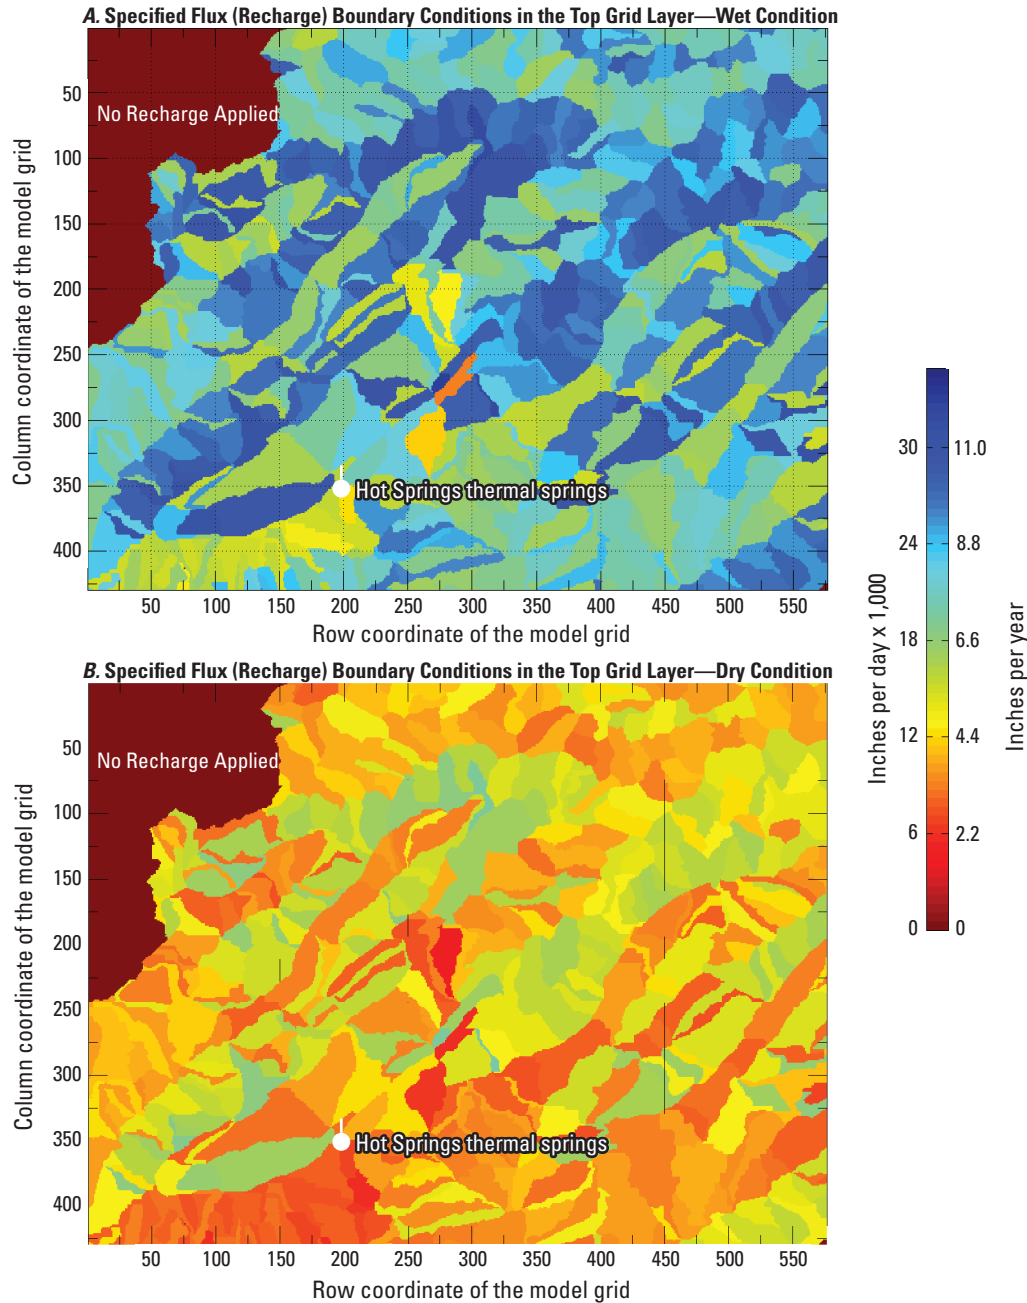 A. Specified Flux (Recharge) Boundary Conditions in the Top Grid Layer—Wet Condition
No Recharge Applied
Hot Springs thermal springs
Column coordinate of the model grid
50
100
150
200
250
300
350
400
50 100 150 200 250 300 350 400 450 500 550
Row coordinate of the model grid
B. Specified Flux (Recharge) Boundary Conditions in the Top Grid Layer—Dry Condition
No Recharge Applied
Hot Springs thermal springs
Column coordinate of the model grid
50
100
150
200
250
300
350
400
50 100 150 200 250 300 350 400 450 500 550
Row coordinate of the model grid
Inches per day x 1,000
30 11.0
24 8.8
18 6.6
12 4.4
6 2.2
0 0
Inches per year